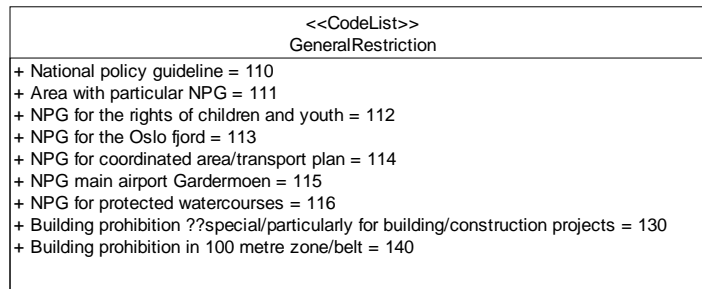 <<CodeList>>
GeneralRestriction
+ National policy guideline = 110
+ Area with particular NPG = 111
+ NPG for the rights of children and youth = 112
+ NPG for the Oslo fjord = 113
+ NPG for coordinated area/transport plan = 114
+ NPG main airport Gardermoen = 115
+ NPG for protected watercourses = 116
+ Building prohibition ??special/particularly for building/construction projects = 130
+ Building prohibition in 100 metre zone/belt = 140